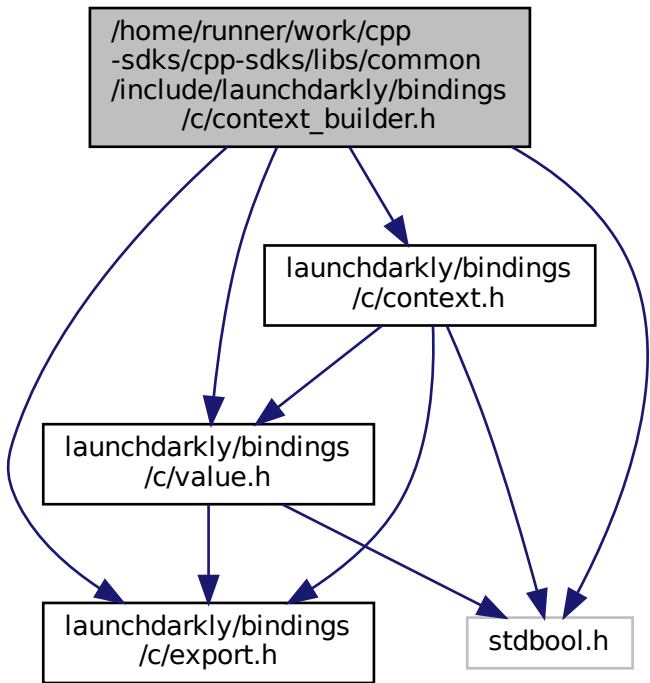 /home/runner/work/cpp
-sdks/cpp-sdks/libs/common
/include/launchdarkly/bindings
/c/context_builder.h
launchdarkly/bindings
/c/context.h
launchdarkly/bindings
/c/value.h
launchdarkly/bindings
/c/export.h
stdbool.h